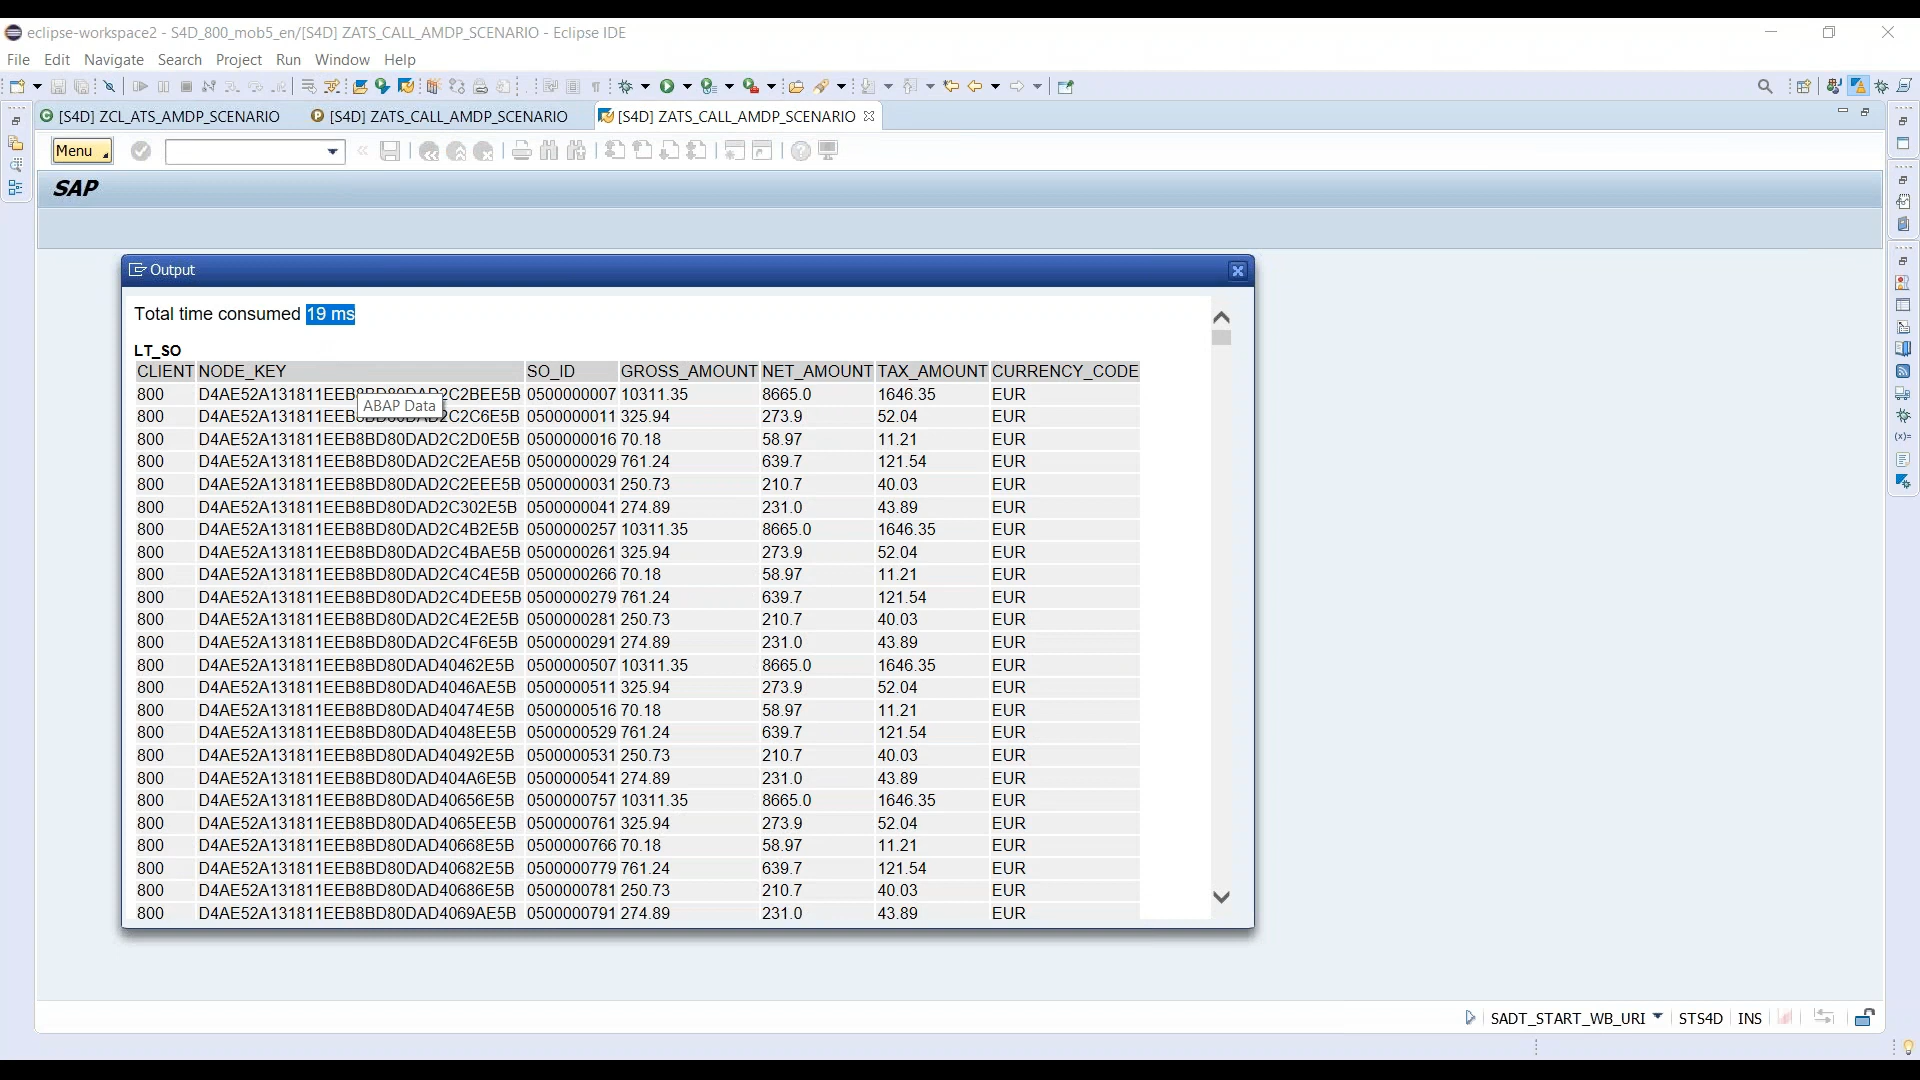 eclipse-workspace2 - S4D_800_mob5_en/[S4D] ZATS_CALL_AMDP_SCENARIO - Eclipse IDE
File Edit Navigate Search Project Run Window Help
[S4D] ZCL_ATS_AMDP_SCENARIO [S4D] ZATS_CALL_AMDP_SCENARIO [S4D] ZATS_CALL_AMDP_SCENARIO
Menu
SAP
Output
Total time consumed 19 ms
LT_SO
CLIENT NODE_KEY SO_ID GROSS_AMOUNT NET_AMOUNT TAX_AMOUNT CURRENCY_CODE
800 0500000007 10311.35 8665.0 1646.35 EUR
ABAP Data
800 0500000011 325.94 273.9 52.04 EUR
800 D4AE52A131811EEB8BD80DAD2C2D0E5B 0500000016 70.18 58.97 11.21 EUR
800 D4AE52A131811EEB8BD80DAD2C2EAE5B 0500000029 761.24 639.7 121.54 EUR
800 D4AE52A131811EEB8BD80DAD2C2EEE5B 0500000031 250.73 210.7 40.03 EUR
800 D4AE52A131811EEB8BD80DAD2C302E5B 0500000041 274.89 231.0 43.89 EUR
800 D4AE52A131811EEB8BD80DAD2C4B2E5B 0500000257 10311.35 8665.0 1646.35 EUR
800 D4AE52A131811EEB8BD80DAD2C4BAE5B 0500000261 325.94 273.9 52.04 EUR
800 D4AE52A131811EEB8BD80DAD2C4C4E5B 0500000266 70.18 58.97 11.21 EUR
800 D4AE52A131811EEB8BD80DAD2C4DEE5B 0500000279 761.24 639.7 121.54 EUR
800 D4AE52A131811EEB8BD80DAD2C4E2E5B 0500000281 250.73 210.7 40.03 EUR
800 D4AE52A131811EEB8BD80DAD2C4F6E5B 0500000291 274.89 231.0 43.89 EUR
800 D4AE52A131811EEB8BD80DAD40462E5B 0500000507 10311.35 8665.0 1646.35 EUR
800 D4AE52A131811EEB8BD80DAD4046AE5B 0500000511 325.94 273.9 52.04 EUR
800 D4AE52A131811EEB8BD80DAD40474E5B 0500000516 70.18 58.97 11.21 EUR
800 D4AE52A131811EEB8BD80DAD4048EE5B 0500000529 761.24 639.7 121.54 EUR
800 D4AE52A131811EEB8BD80DAD40492E5B 0500000531 250.73 210.7 40.03 EUR
800 D4AE52A131811EEB8BD80DAD404A6E5B 0500000541 274.89 231.0 43.89 EUR
800 D4AE52A131811EEB8BD80DAD40656E5B 0500000757 10311.35 8665.0 1646.35 EUR
800 D4AE52A131811EEB8BD80DAD4065EE5B 0500000761 325.94 273.9 52.04 EUR
800 D4AE52A131811EEB8BD80DAD40668E5B 0500000766 70.18 58.97 11.21 EUR
800 D4AE52A131811EEB8BD80DAD40682E5B 0500000779 761.24 639.7 121.54 EUR
800 D4AE52A131811EEB8BD80DAD40686E5B 0500000781 250.73 210.7 40.03 EUR
800 D4AE52A131811EEB8BD80DAD4069AE5B 0500000791 274.89 231.0 43.89 EUR
SADT_START_WB_URI STS4D INS